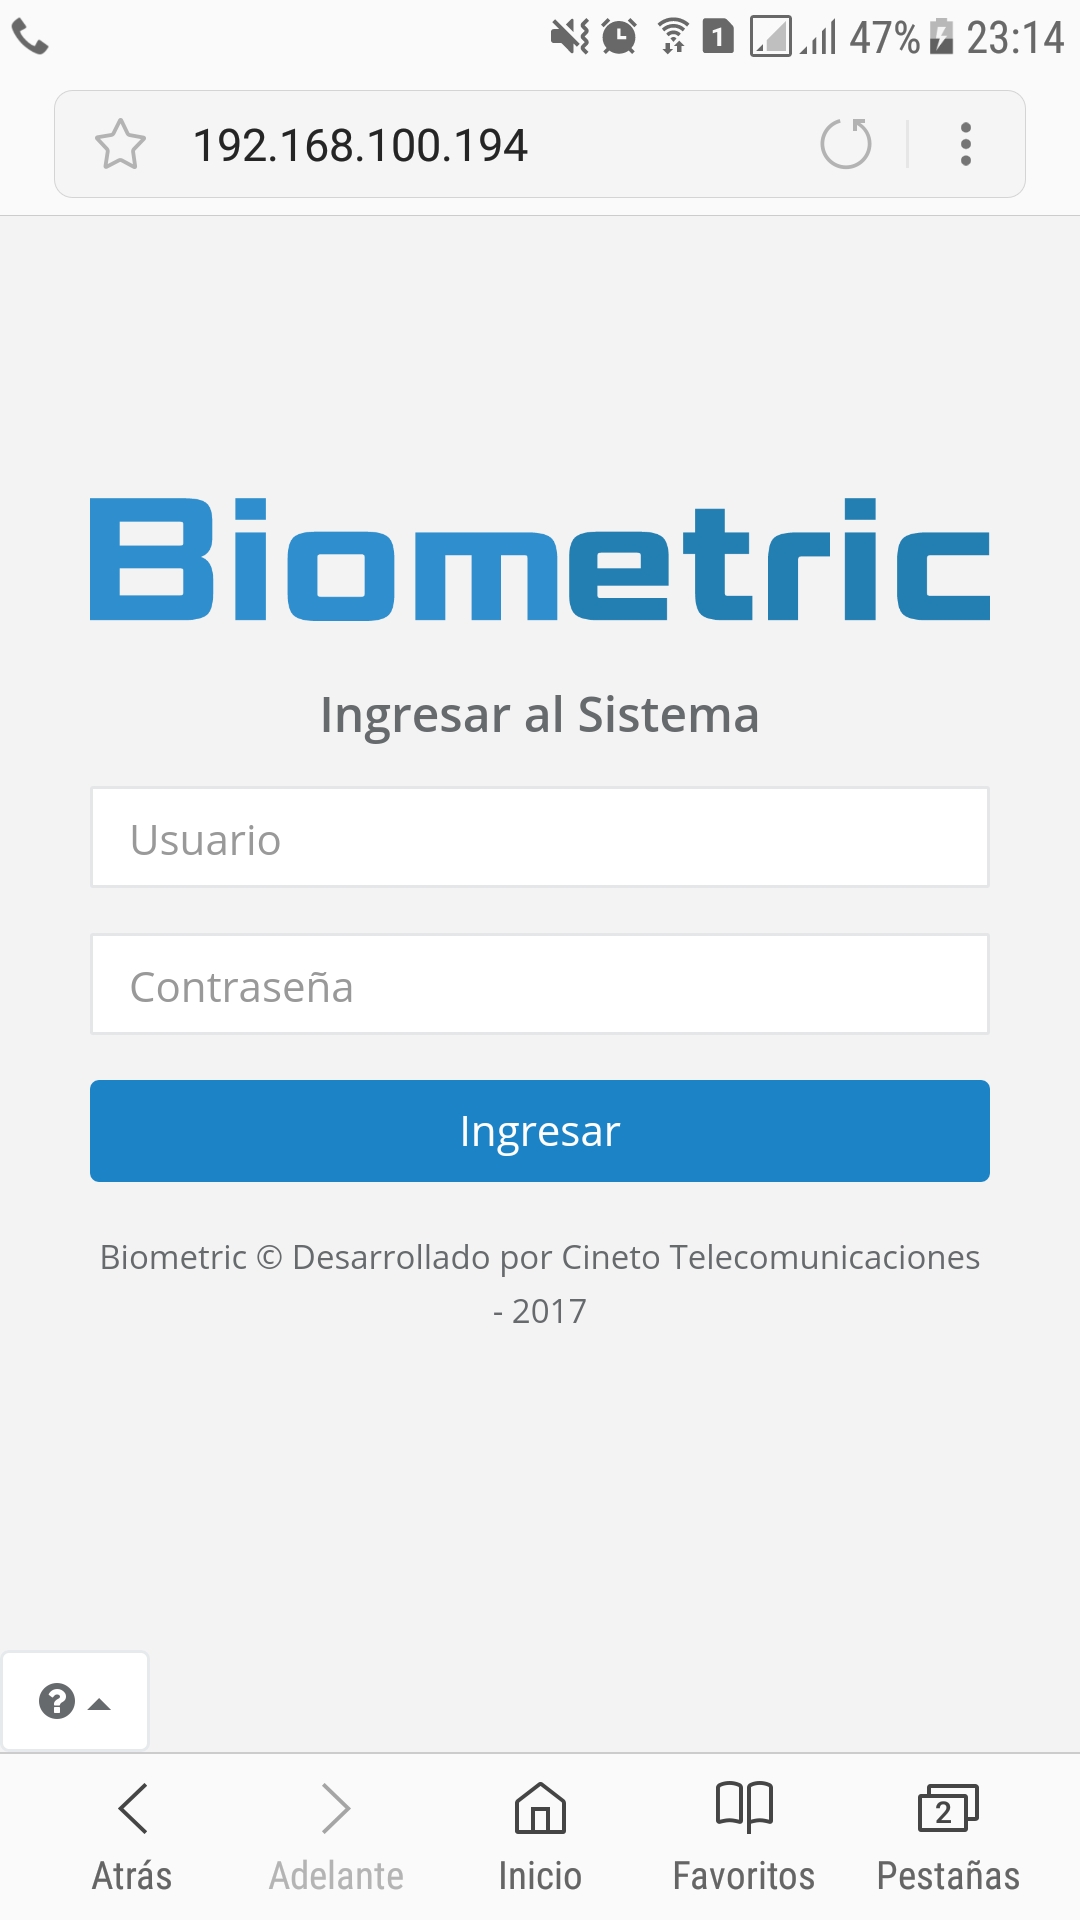 1 47% 23:14
192.168.100.194
Biometric
Ingresar al Sistema
Usuario
Contraseña
Ingresar
Biometric © Desarrollado por Cineto Telecomunicaciones
- 2017
?
2
Atrás Adelante Inicio Favoritos Pestañas